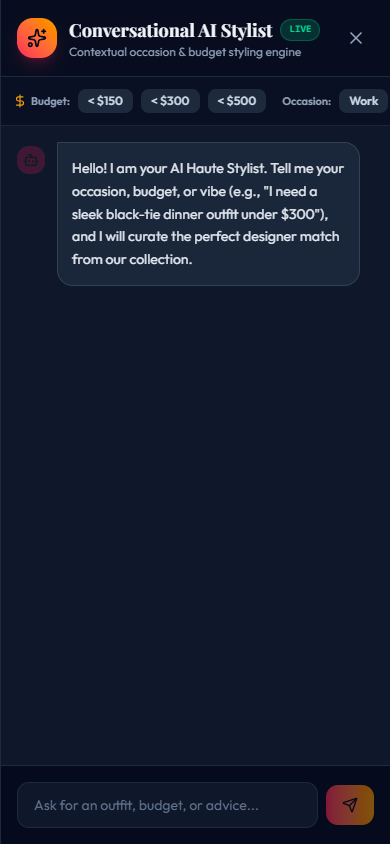 Conversational AI Stylist LIVE
Contextual occasion & budget styling engine
$ Budget: < $150 < $300 < $500 Occasion: Work
Hello! I am your AI Haute Stylist. Tell me your
occasion, budget, or vibe (e.g., "I need a
sleek black-tie dinner outfit under $300"),
and I will curate the perfect designer match
from our collection.
Ask for an outfit, budget, or advice...